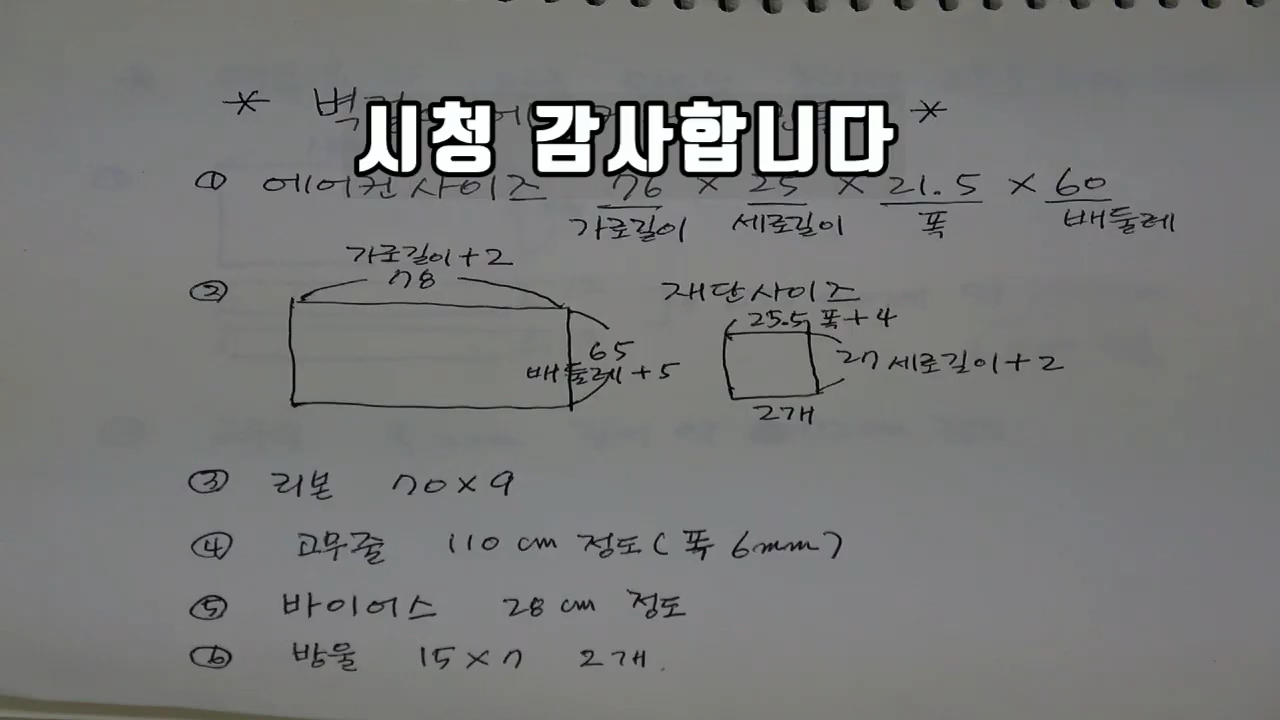 시청 감사합니다
* 벽걸 *
① 에어컨사이즈 76 × 25 × 21.5 × 60
가로길이 세로길이 폭 배둘레
가로길이+2
78
② 재단사이즈
25.5 폭+4
65
배둘레+5
27 세로길이+2
2개
③ 리본 70×9
④ 고무줄 110cm 정도(폭 6mm)
⑤ 바이어스 28cm 정도
⑥ 방울 15×7 2개.